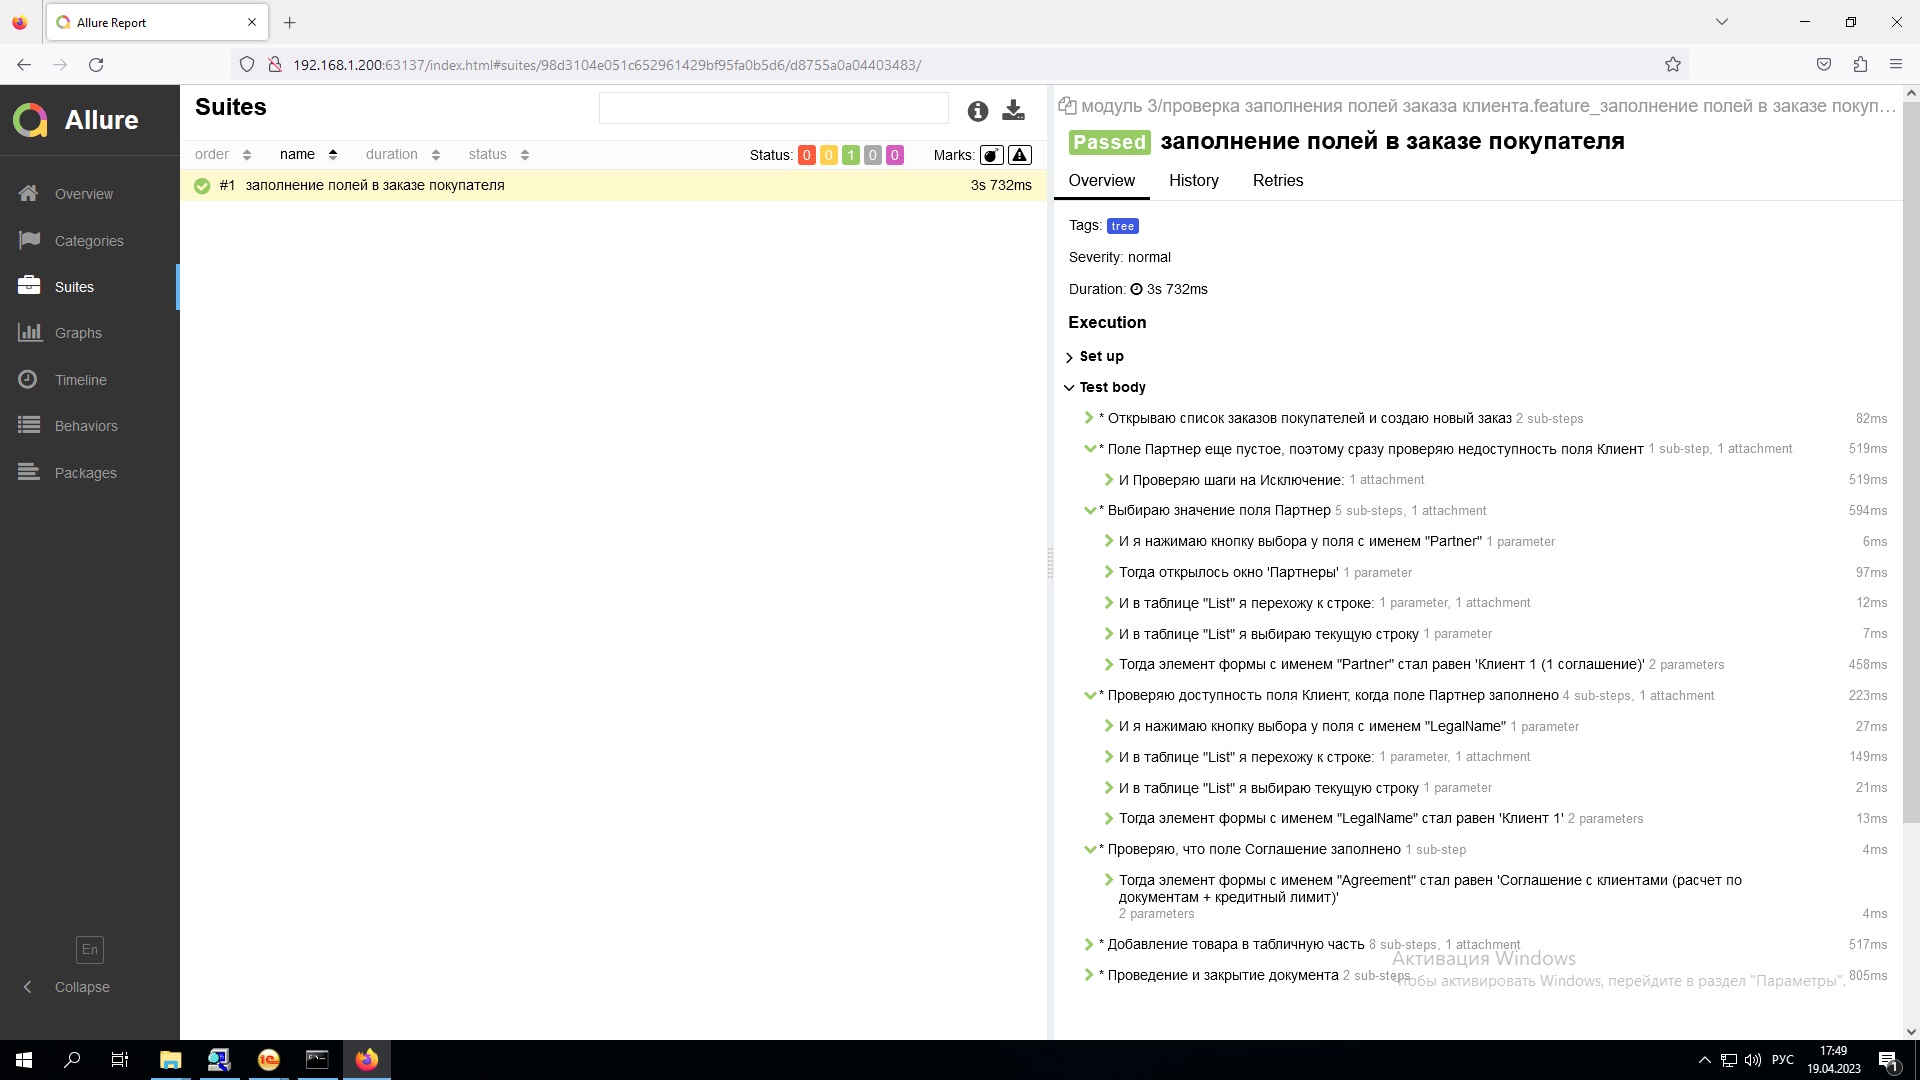 Allure Report
192.168.1.200:63137/index.html#suites/98d3104e051c652961429bf95fa0b5d6/d8755a0a04403483/
Allure
Overview
Categories
Suites
Graphs
Timeline
Behaviors
Packages
En
Collapse
Suites
order name duration status Status: 0 0 1 0 0 Marks:
#1 заполнение полей в заказе покупателя 3s 732ms
модуль 3/проверка заполнения полей заказа клиента.feature_заполнение полей в заказе покуп...
Passed заполнение полей в заказе покупателя
Overview History Retries
Tags: tree
Severity: normal
Duration: 3s 732ms
Execution
Set up
Test body
* Открываю список заказов покупателей и создаю новый заказ 2 sub-steps 82ms
* Поле Партнер еще пустое, поэтому сразу проверяю недоступность поля Клиент 1 sub-step, 1 attachment 519ms
И Проверяю шаги на Исключение: 1 attachment 519ms
* Выбираю значение поля Партнер 5 sub-steps, 1 attachment 594ms
И я нажимаю кнопку выбора у поля с именем "Partner" 1 parameter 6ms
Тогда открылось окно 'Партнеры' 1 parameter 97ms
И в таблице "List" я перехожу к строке: 1 parameter, 1 attachment 12ms
И в таблице "List" я выбираю текущую строку 1 parameter 7ms
Тогда элемент формы с именем "Partner" стал равен 'Клиент 1 (1 соглашение)' 2 parameters 458ms
* Проверяю доступность поля Клиент, когда поле Партнер заполнено 4 sub-steps, 1 attachment 223ms
И я нажимаю кнопку выбора у поля с именем "LegalName" 1 parameter 27ms
И в таблице "List" я перехожу к строке: 1 parameter, 1 attachment 149ms
И в таблице "List" я выбираю текущую строку 1 parameter 21ms
Тогда элемент формы с именем "LegalName" стал равен 'Клиент 1' 2 parameters 13ms
* Проверяю, что поле Соглашение заполнено 1 sub-step 4ms
Тогда элемент формы с именем "Agreement" стал равен 'Соглашение с клиентами (расчет по
документам + кредитный лимит)'
2 parameters 4ms
* Добавление товара в табличную часть 8 sub-steps, 1 attachment 517ms
Активация Windows
* Проведение и закрытие документа 2 sub-steps 805ms
Чтобы активировать Windows, перейдите в раздел "Параметры".
РУС
17:49
19.04.2023
1